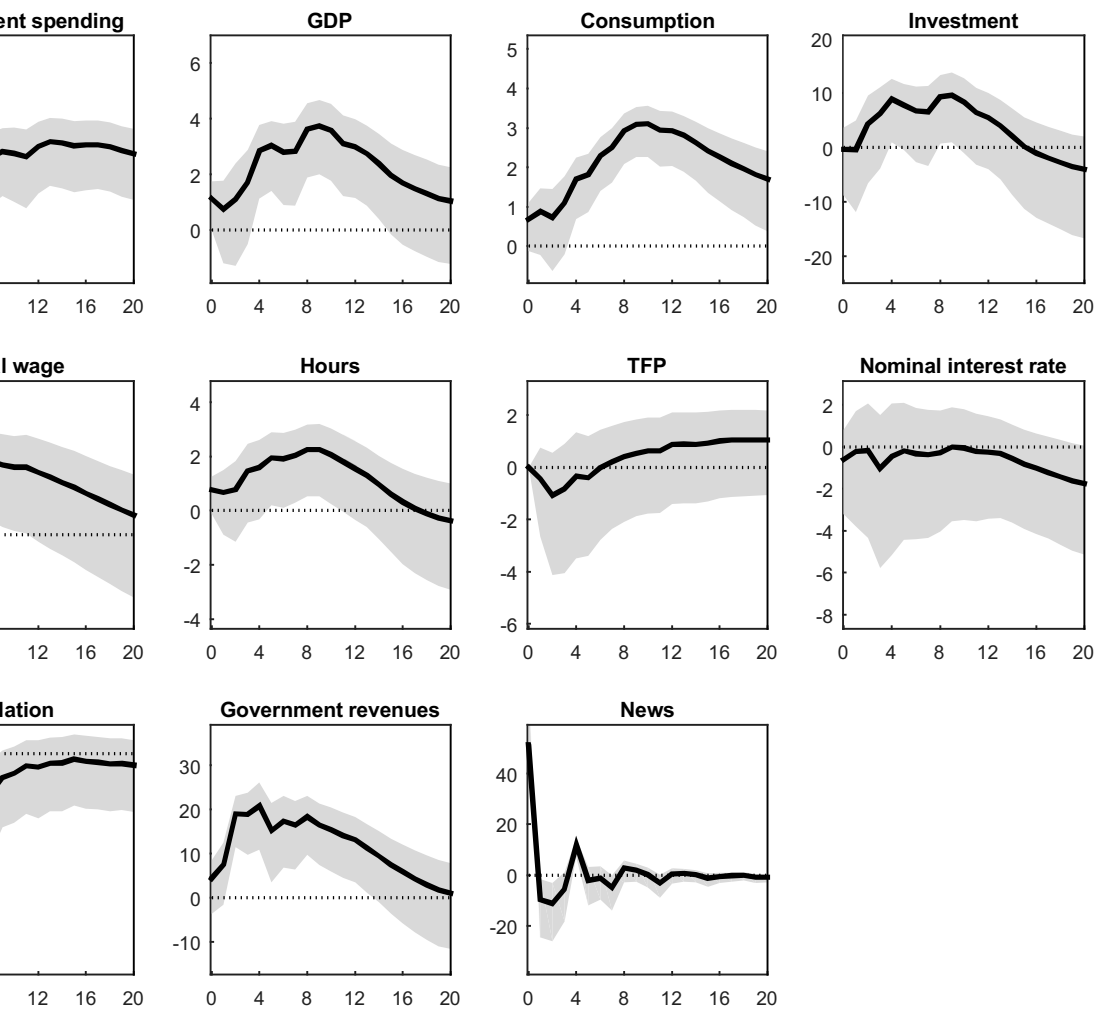 ent spending GDP Consumption Investment
6 5 20
4 4 10
2 3 0
0 2 -10
1 -20
0
12 16 20 0 4 8 12 16 20 0 4 8 12 16 20 0 4 8 12 16 20
l wage Hours TFP Nominal interest rate
4 2 2
2 0 0
0 -2 -2
-2 -4 -4
-4 -6 -6
-8
12 16 20 0 4 8 12 16 20 0 4 8 12 16 20 0 4 8 12 16 20
lation Government revenues News
30 40
20 20
10 0
0 -20
-10
12 16 20 0 4 8 12 16 20 0 4 8 12 16 20